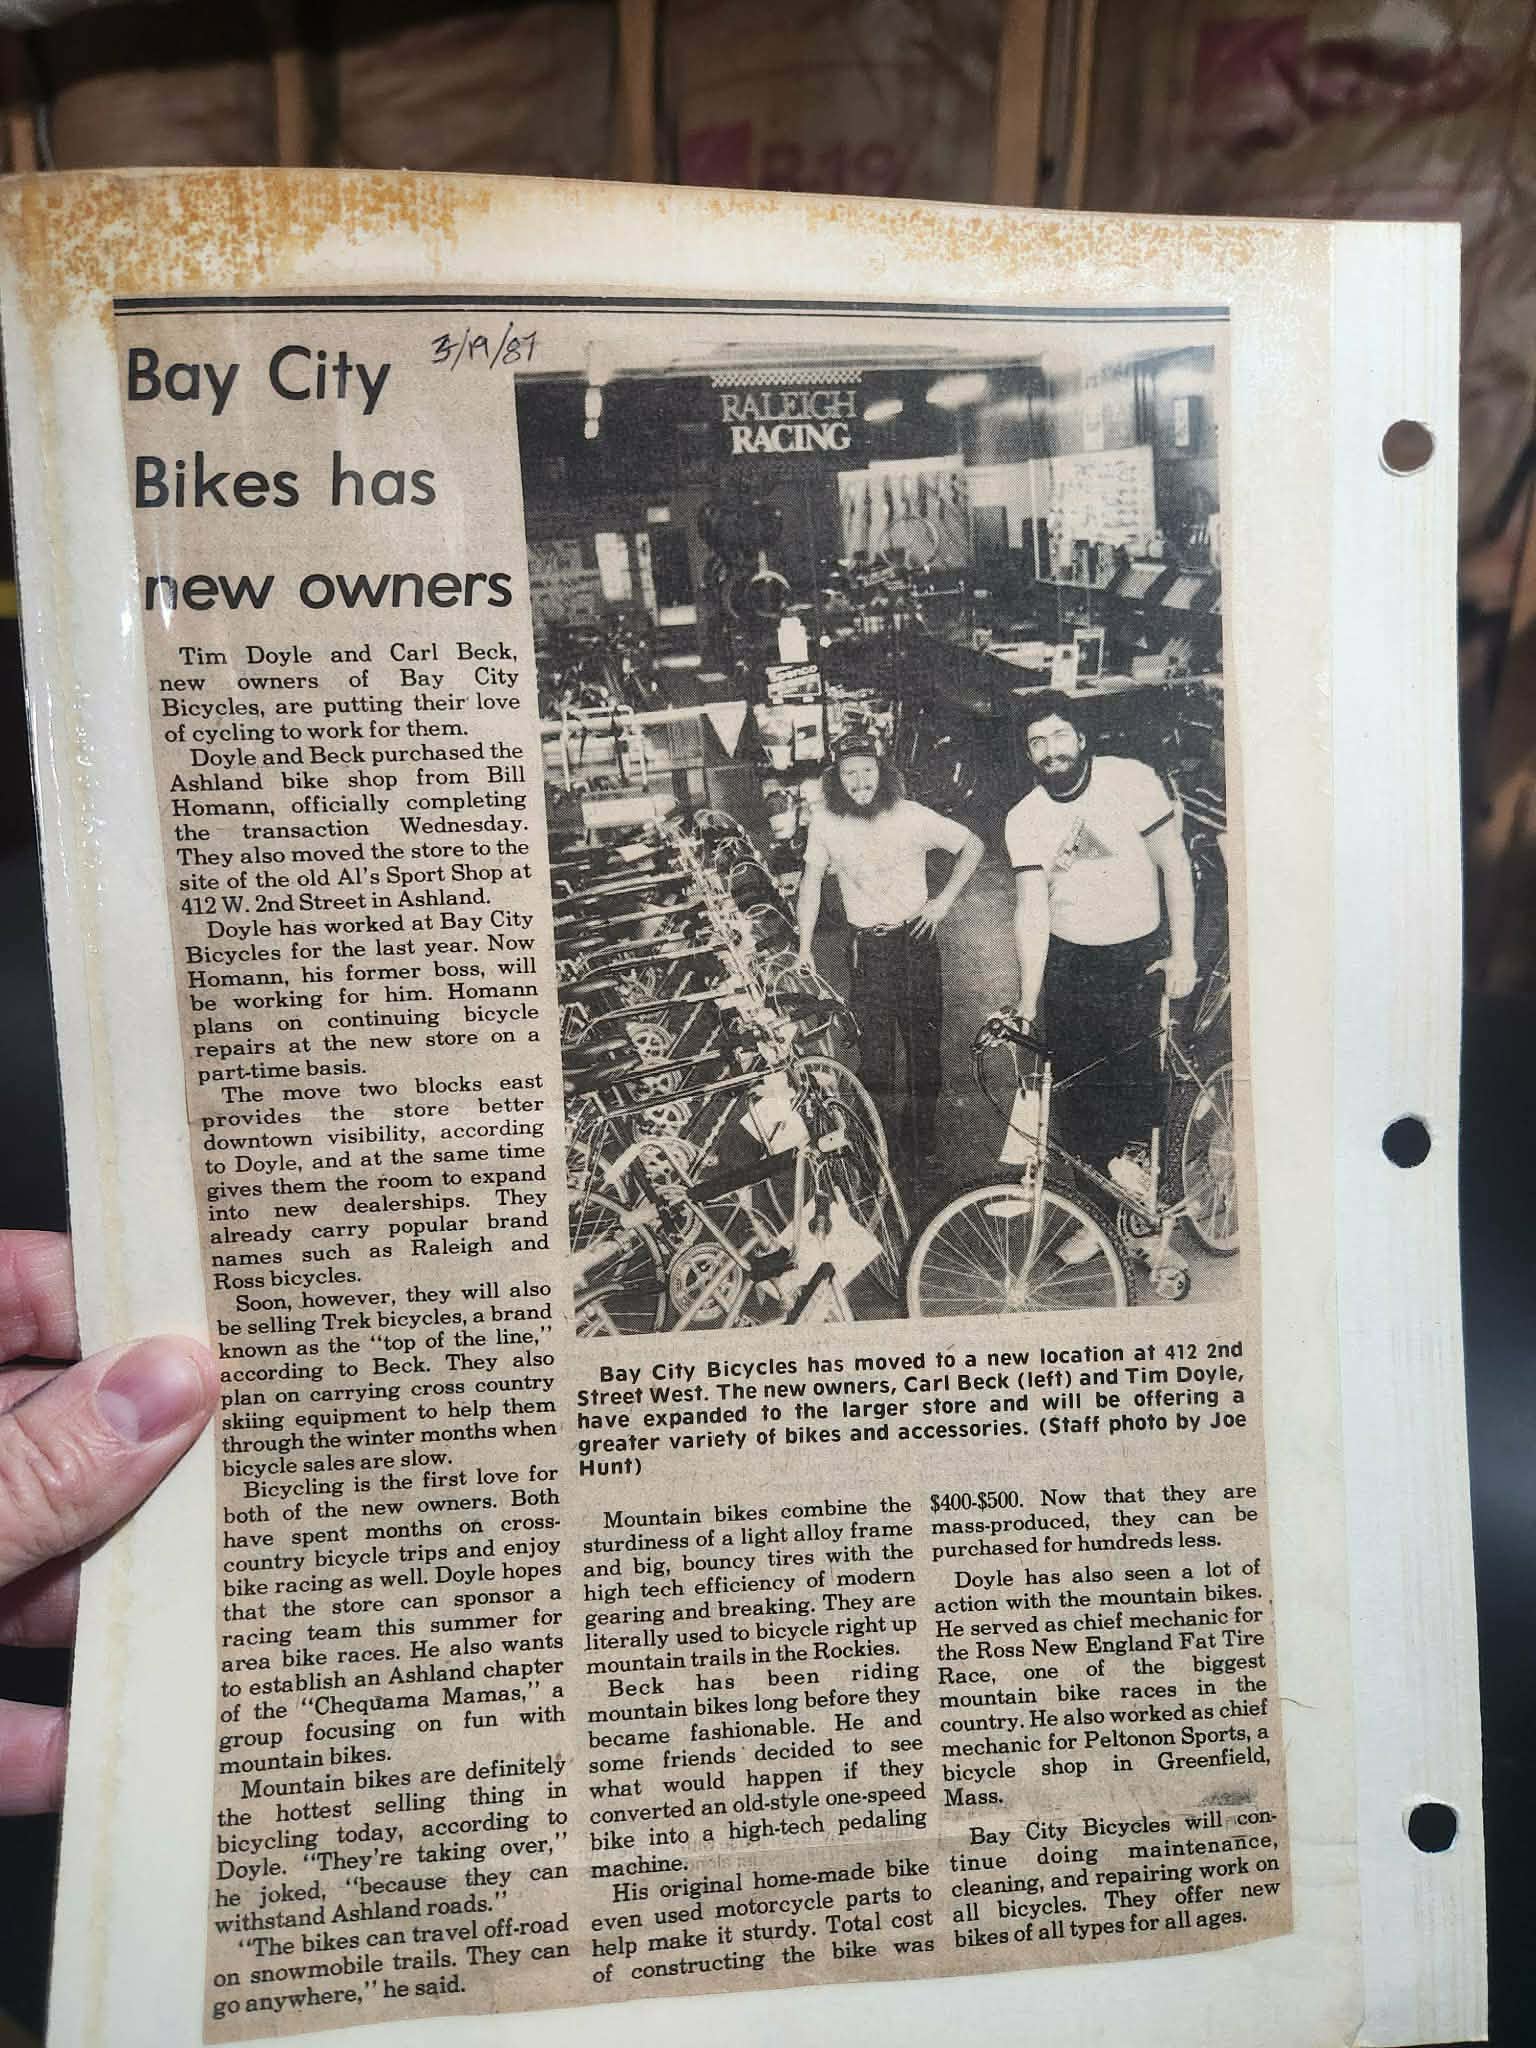 Bay City
Bikes has
new owners
/19/87
RALEIGH
RACING
Tim Doyle and Carl Beck,
new owners of Bay City
Bicycles, are putting their love
of cycling to work for them.
Doyle and Beck purchased the
Ashland bike shop from Bill
Homann, officially completing
the transaction Wednesday.
They also moved the store to the
site of the old Al's Sport Shop at
412 W. 2nd Street in Ashland.
Doyle has worked at Bay City
Bicycles for the last year. Now
Homann, his former boss, will
be working for him. Homann
plans on continuing bicycle
repairs at the new store on a
part-time basis.
The move two blocks east
provides the store better
downtown visibility, according
to Doyle, and at the same time
gives them the room to expand
into new dealerships. They
already carry popular brand
names such as Raleigh and
Ross bicycles.
Soon, however, they will also
be selling Trek bicycles, a brand
known as the "top of the line,"
according to Beck. They also
plan on carrying cross country
skiing equipment to help them
through the winter months when
bicycle sales are slow.
Bicycling is the first love for
both of the new owners. Both
have spent months on cross-
country bicycle trips and enjoy
bike racing as well. Doyle hopes
that the store can sponsor a
racing team this summer for
area bike races. He also wants
to establish an Ashland chapter
of the "Chequama Mamas," a
group focusing on fun with
mountain bikes.
Mountain bikes are definitely
the hottest selling thing in
bicycling today, according to
Doyle. "They're taking over,"
he joked, "because they can
withstand Ashland roads."
"The bikes can travel off-road
on snowmobile trails. They can
go anywhere," he said.
Bay City Bicycles has moved to a new location at 412 2nd
Street West. The new owners, Carl Beck (left) and Tim Doyle,
have expanded to the larger store and will be offering a
greater variety of bikes and accessories. (Staff photo by Joe
Hunt)
Mountain bikes combine the
sturdiness of a light alloy frame
and big, bouncy tires with the
high tech efficiency of modern
gearing and breaking. They are
literally used to bicycle right up
mountain trails in the Rockies.
Beck has been riding
mountain bikes long before they
became fashionable. He and
some friends decided to see
what would happen if they
converted an old-style one-speed
bike into a high-tech pedaling
machine.
His original home-made bike
even used motorcycle parts to
help make it sturdy. Total cost
of constructing the bike was
$400-$500. Now that they are
mass-produced, they can be
purchased for hundreds less.
Doyle has also seen a lot of
action with the mountain bikes.
He served as chief mechanic for
the Ross New England Fat Tire
Race, one of the biggest
mountain bike races in the
country. He also worked as chief
mechanic for Peltonon Sports, a
bicycle shop in Greenfield,
Mass.
Bay City Bicycles will con-
tinue doing maintenance,
cleaning, and repairing work on
all bicycles. They offer new
bikes of all types for all ages.